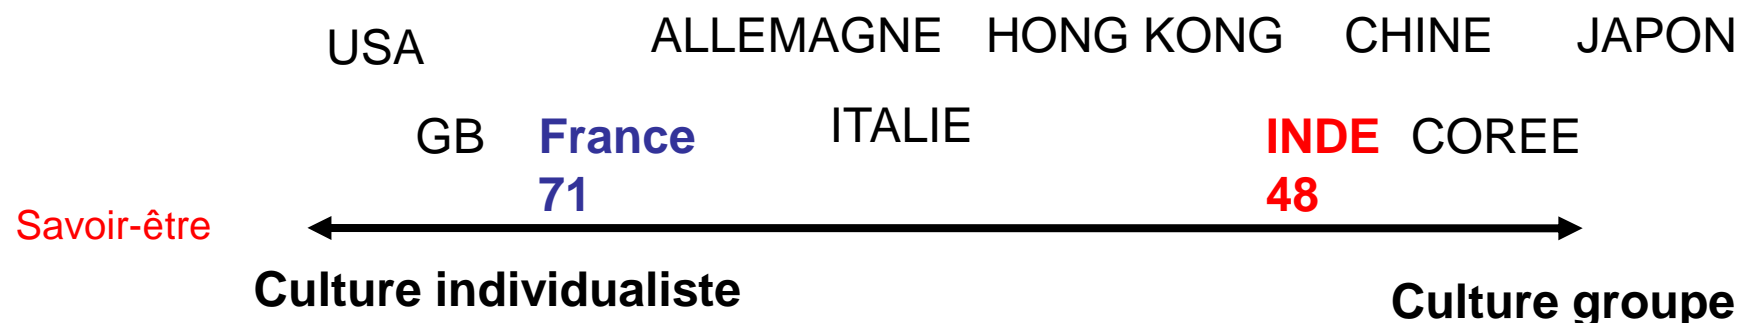 USA ALLEMAGNE HONG KONG CHINE JAPON
GB France ITALIE INDE COREE
71 48
Savoir-être
Culture individualiste Culture groupe